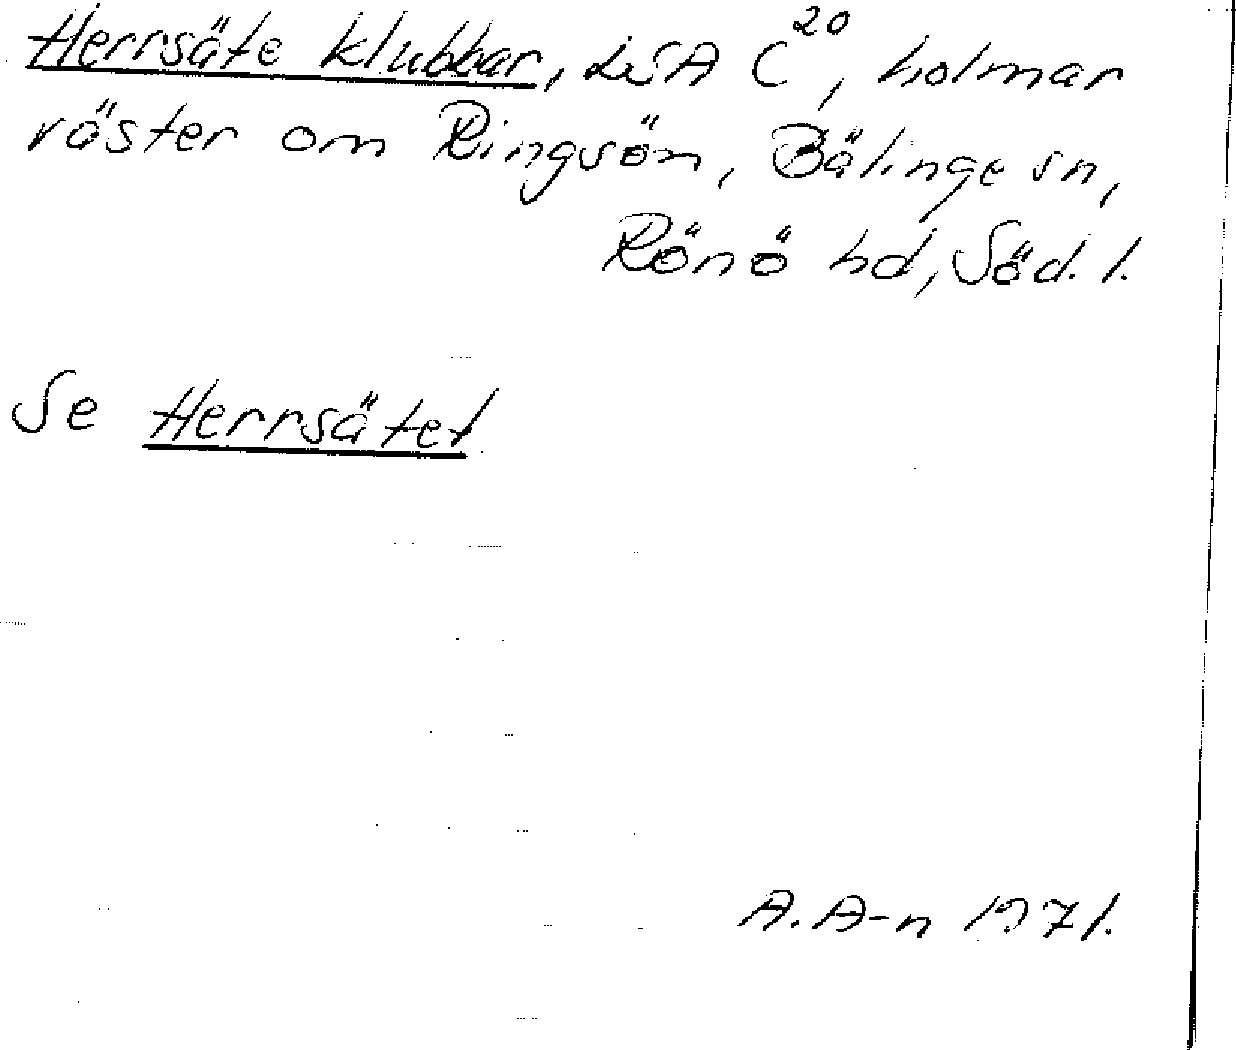 Herrsäte klubbar, LSA C²⁰, holmar
väster om Ringsön, Bälinge sn,
Rönö hd, Söd. l.
Se Herrsätet
A. A-n 1971.